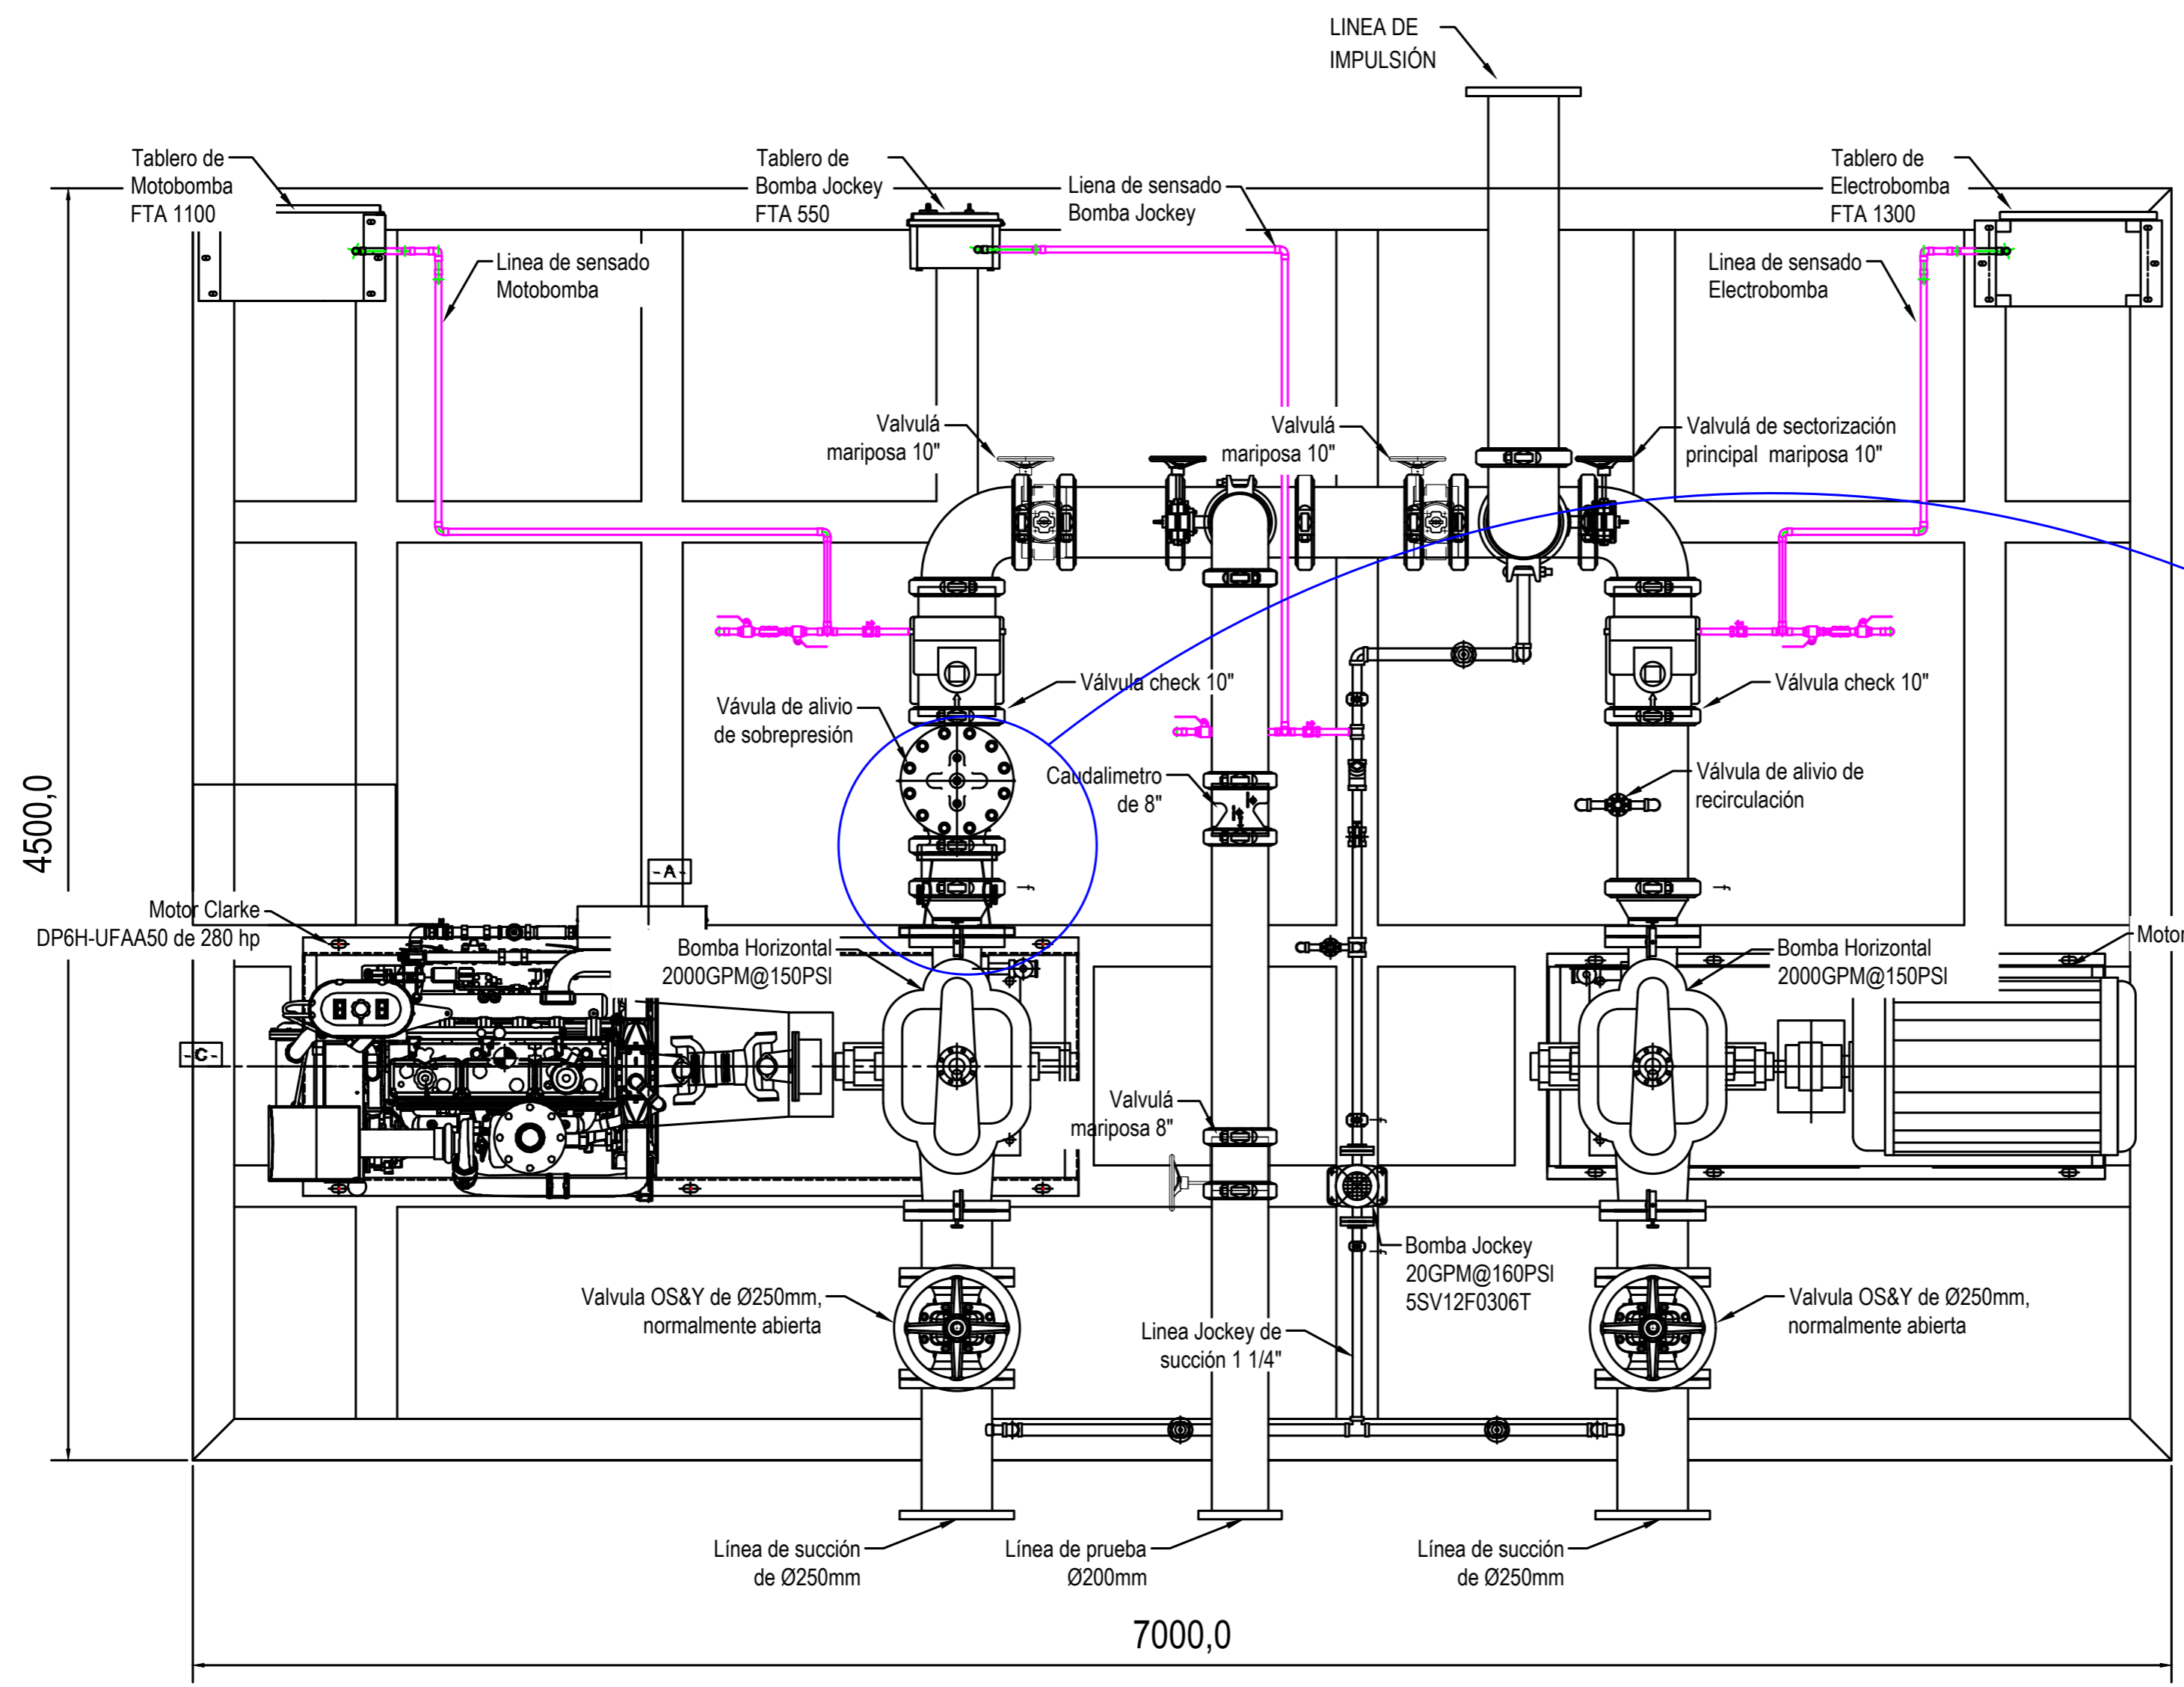 LINEA DE
IMPULSIÓN
Tablero de
Motobomba
FTA 1100
Tablero de
Bomba Jockey
FTA 550
Liena de sensado
Bomba Jockey
Tablero de
Electrobomba
FTA 1300
Linea de sensado
Motobomba
Linea de sensado
Electrobomba
Valvulá
mariposa 10"
Valvulá
mariposa 10"
Valvulá de sectorización
principal mariposa 10"
Válvula check 10"
Válvula check 10"
Vávula de alivio
de sobrepresión
Caudalimetro
de 8"
Válvula de alivio de
recirculación
4500,0
-A-
Motor Clarke
DP6H-UFAA50 de 280 hp
Bomba Horizontal
2000GPM@150PSI
Bomba Horizontal
2000GPM@150PSI
Motor
-C-
Valvulá
mariposa 8"
Bomba Jockey
20GPM@160PSI
5SV12F0306T
Valvula OS&Y de Ø250mm,
normalmente abierta
Linea Jockey de
succión 1 1/4"
Valvula OS&Y de Ø250mm,
normalmente abierta
Línea de succión
de Ø250mm
Línea de prueba
Ø200mm
Línea de succión
de Ø250mm
7000,0